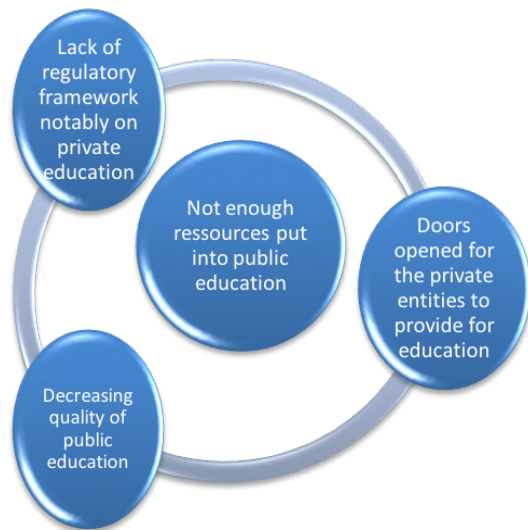 Lack of
regulatory
framework
notably on
private
education
Not enough
ressources put
into public
education
Doors
opened for
the private
entities to
provide for
education
Decreasing
quality of
public
education